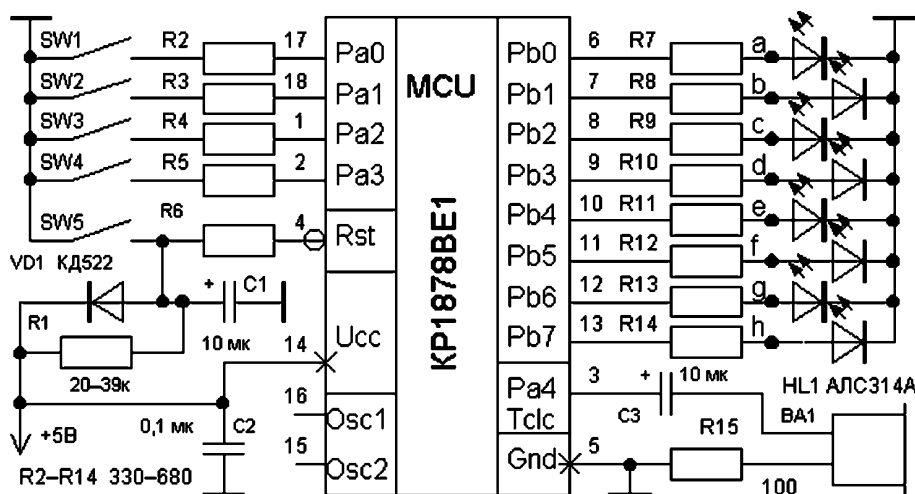 SW1 R2 17 Pa0 MCU Pb0 6 R7 a
SW2 R3 18 Pa1 Pb1 7 R8 b
SW3 R4 1 Pa2 Pb2 8 R9 c
SW4 R5 2 Pa3 Pb3 9 R10 d
SW5 R6 4 Rst Pb4 10 R11 e
VD1 КД522 Pb5 11 R12 f
+ C1 Pb6 12 R13 g
R1 10 мк 14 Ucc Pb7 13 R14 h
КР1878ВЕ1
20–39к 16 Osc1 Pa4 3 + 10 мк HL1 АЛС314А
0,1 мк C2 Tclc C3 R15 BA1
+5В 15 Osc2 Gnd 5
R2–R14 330–680 100